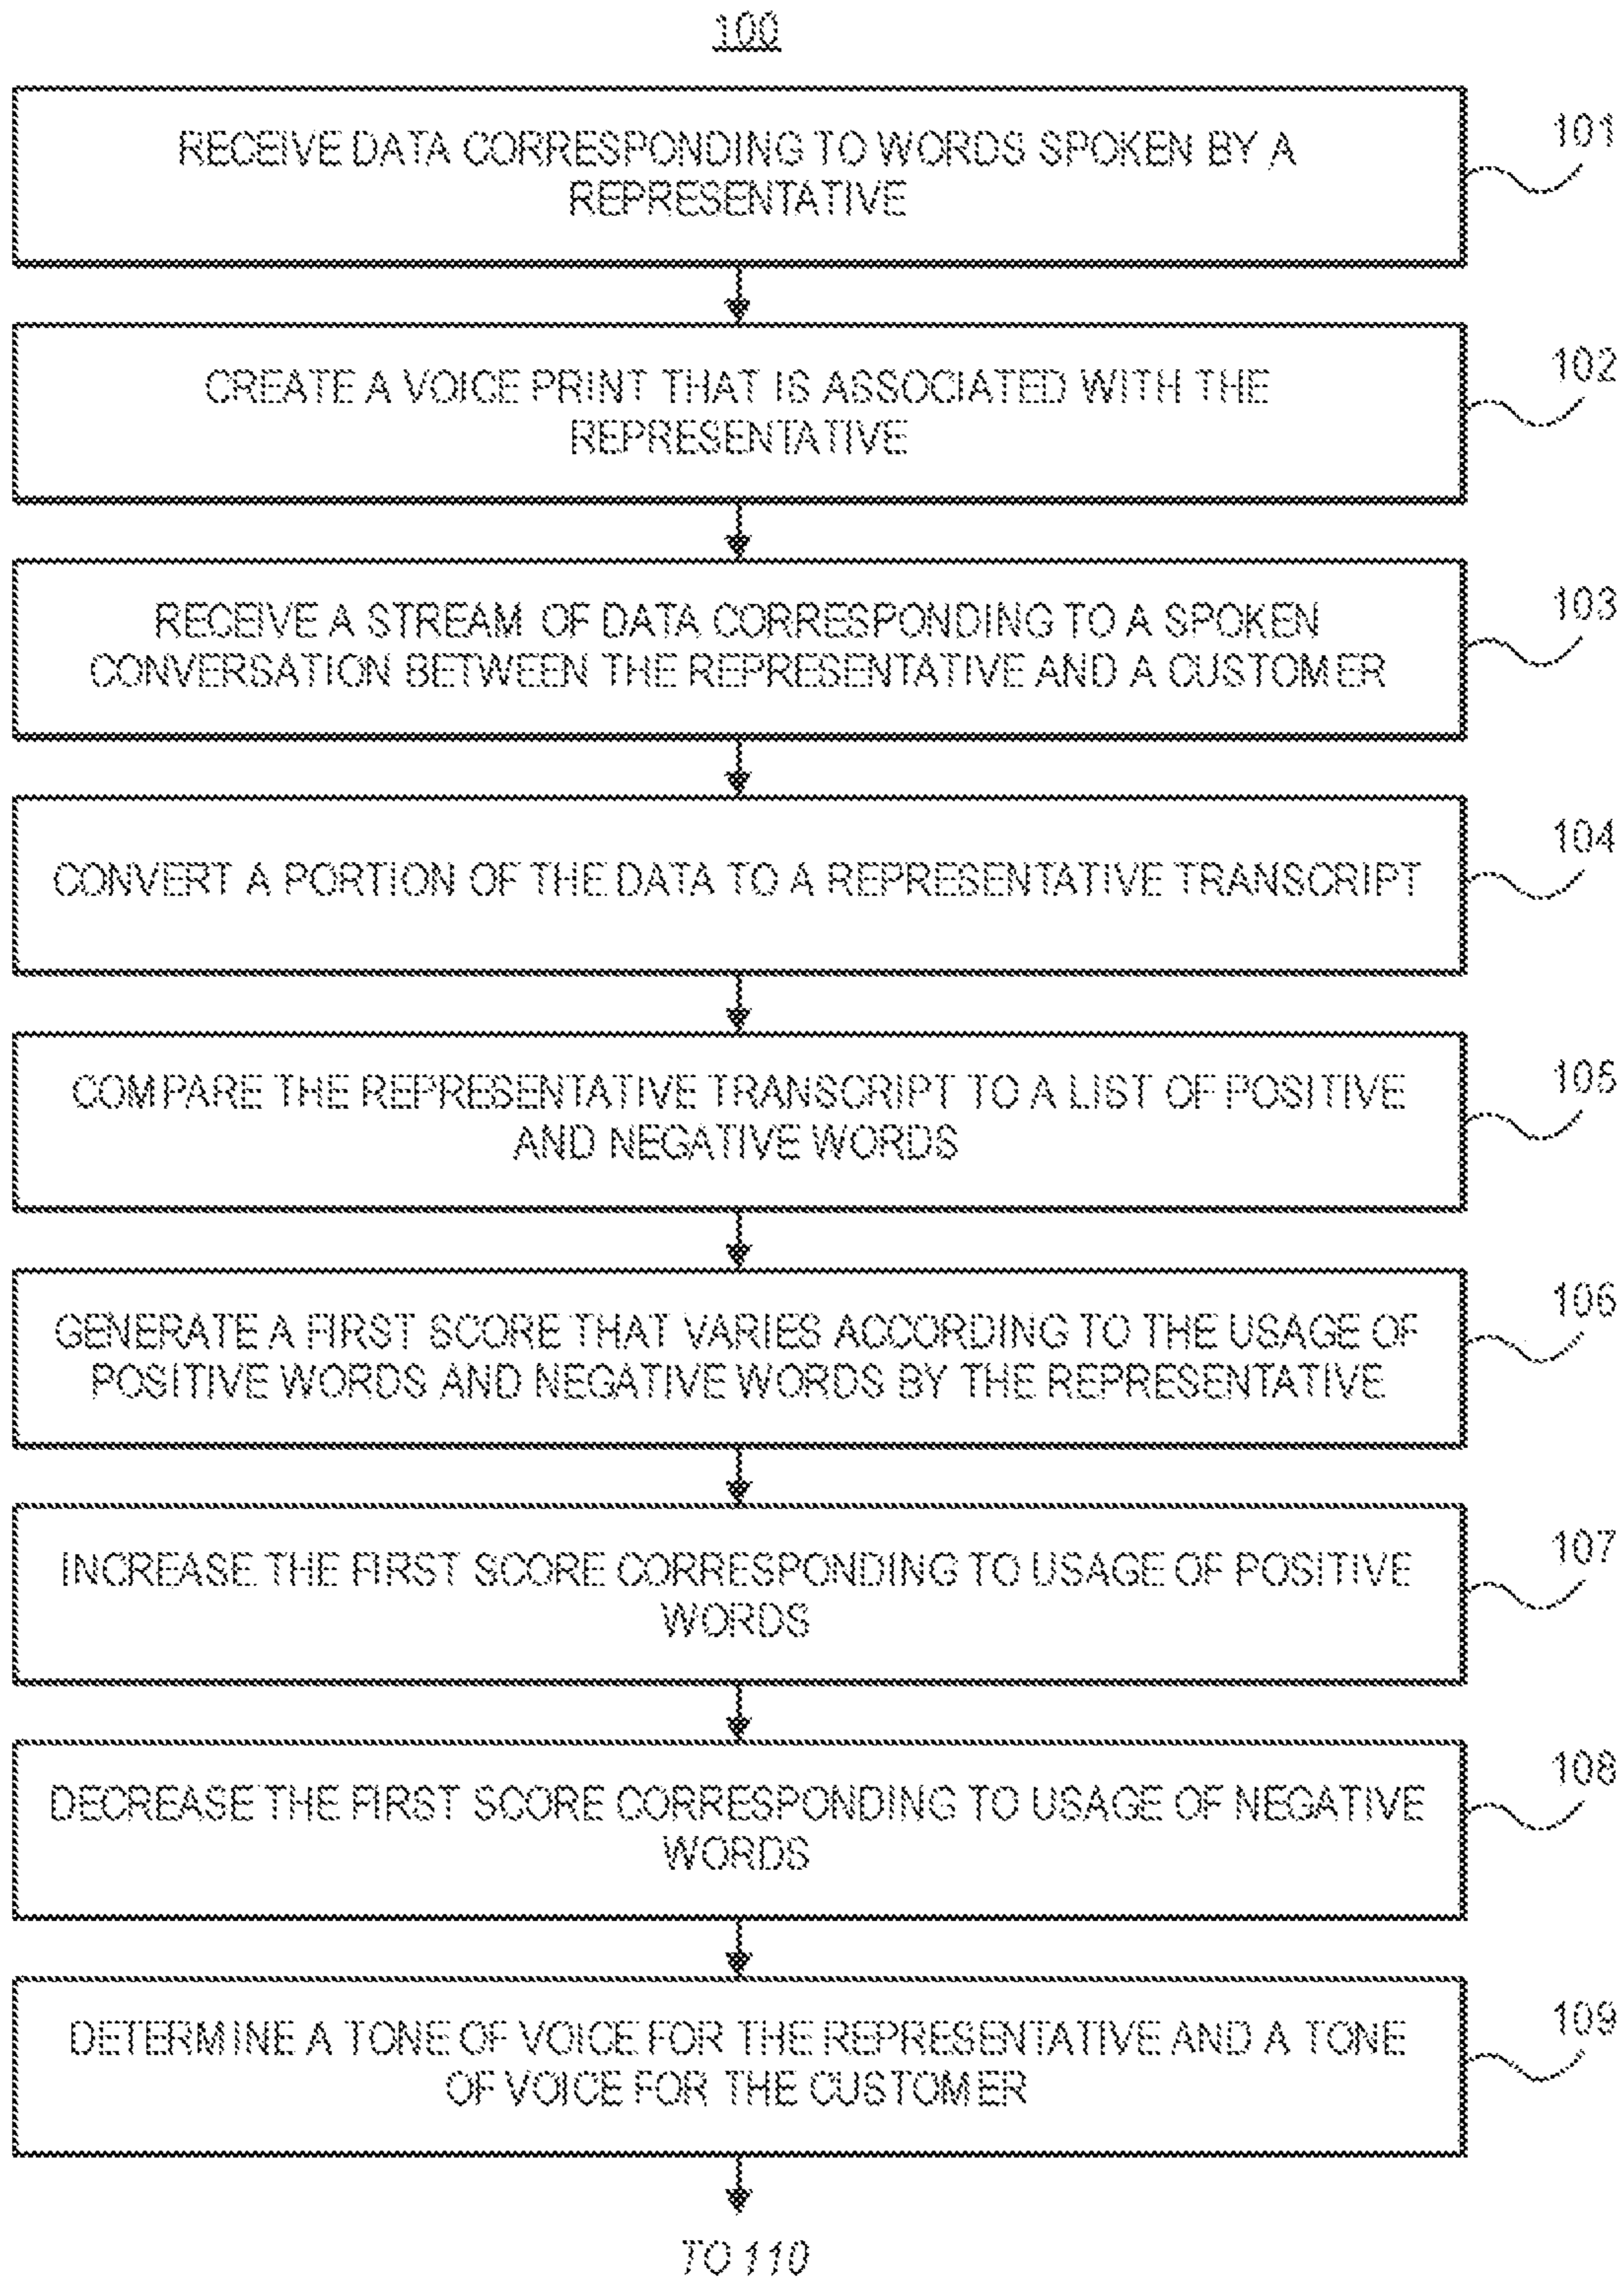 100
RECEIVE DATA CORRESPONDING TO WORDS SPOKEN BY A
REPRESENTATIVE
101
CREATE A VOICE PRINT THAT IS ASSOCIATED WITH THE
REPRESENTATIVE
102
RECEIVE A STREAM OF DATA CORRESPONDING TO A SPOKEN
CONVERSATION BETWEEN THE REPRESENTATIVE AND A CUSTOMER
103
CONVERT A PORTION OF THE DATA TO A REPRESENTATIVE TRANSCRIPT
104
COMPARE THE REPRESENTATIVE TRANSCRIPT TO A LIST OF POSITIVE
AND NEGATIVE WORDS
105
GENERATE A FIRST SCORE THAT VARIES ACCORDING TO THE USAGE OF
POSITIVE WORDS AND NEGATIVE WORDS BY THE REPRESENTATIVE
106
INCREASE THE FIRST SCORE CORRESPONDING TO USAGE OF POSITIVE
WORDS
107
DECREASE THE FIRST SCORE CORRESPONDING TO USAGE OF NEGATIVE
WORDS
108
DETERMINE A TONE OF VOICE FOR THE REPRESENTATIVE AND A TONE
OF VOICE FOR THE CUSTOMER
109
TO 110